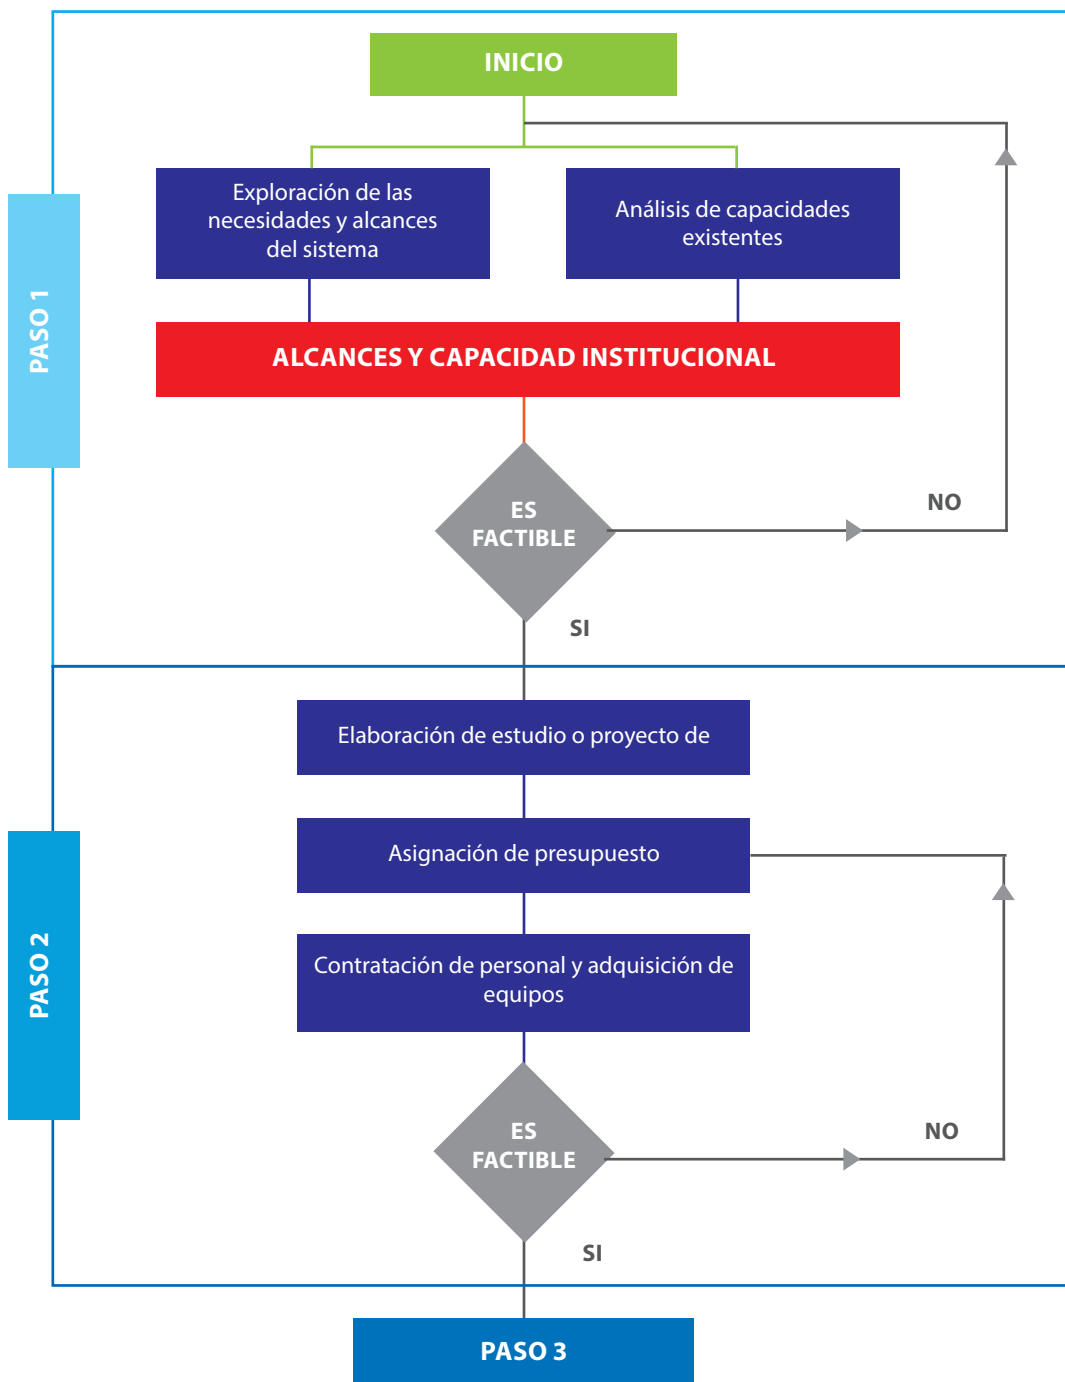 INICIO
Exploración de las
necesidades y alcances
del sistema
Análisis de capacidades
existentes
PASO 1
ALCANCES Y CAPACIDAD INSTITUCIONAL
ES
FACTIBLE
NO
SI
Elaboración de estudio o proyecto de
Asignación de presupuesto
PASO 2
Contratación de personal y adquisición de
equipos
ES
FACTIBLE
NO
SI
PASO 3